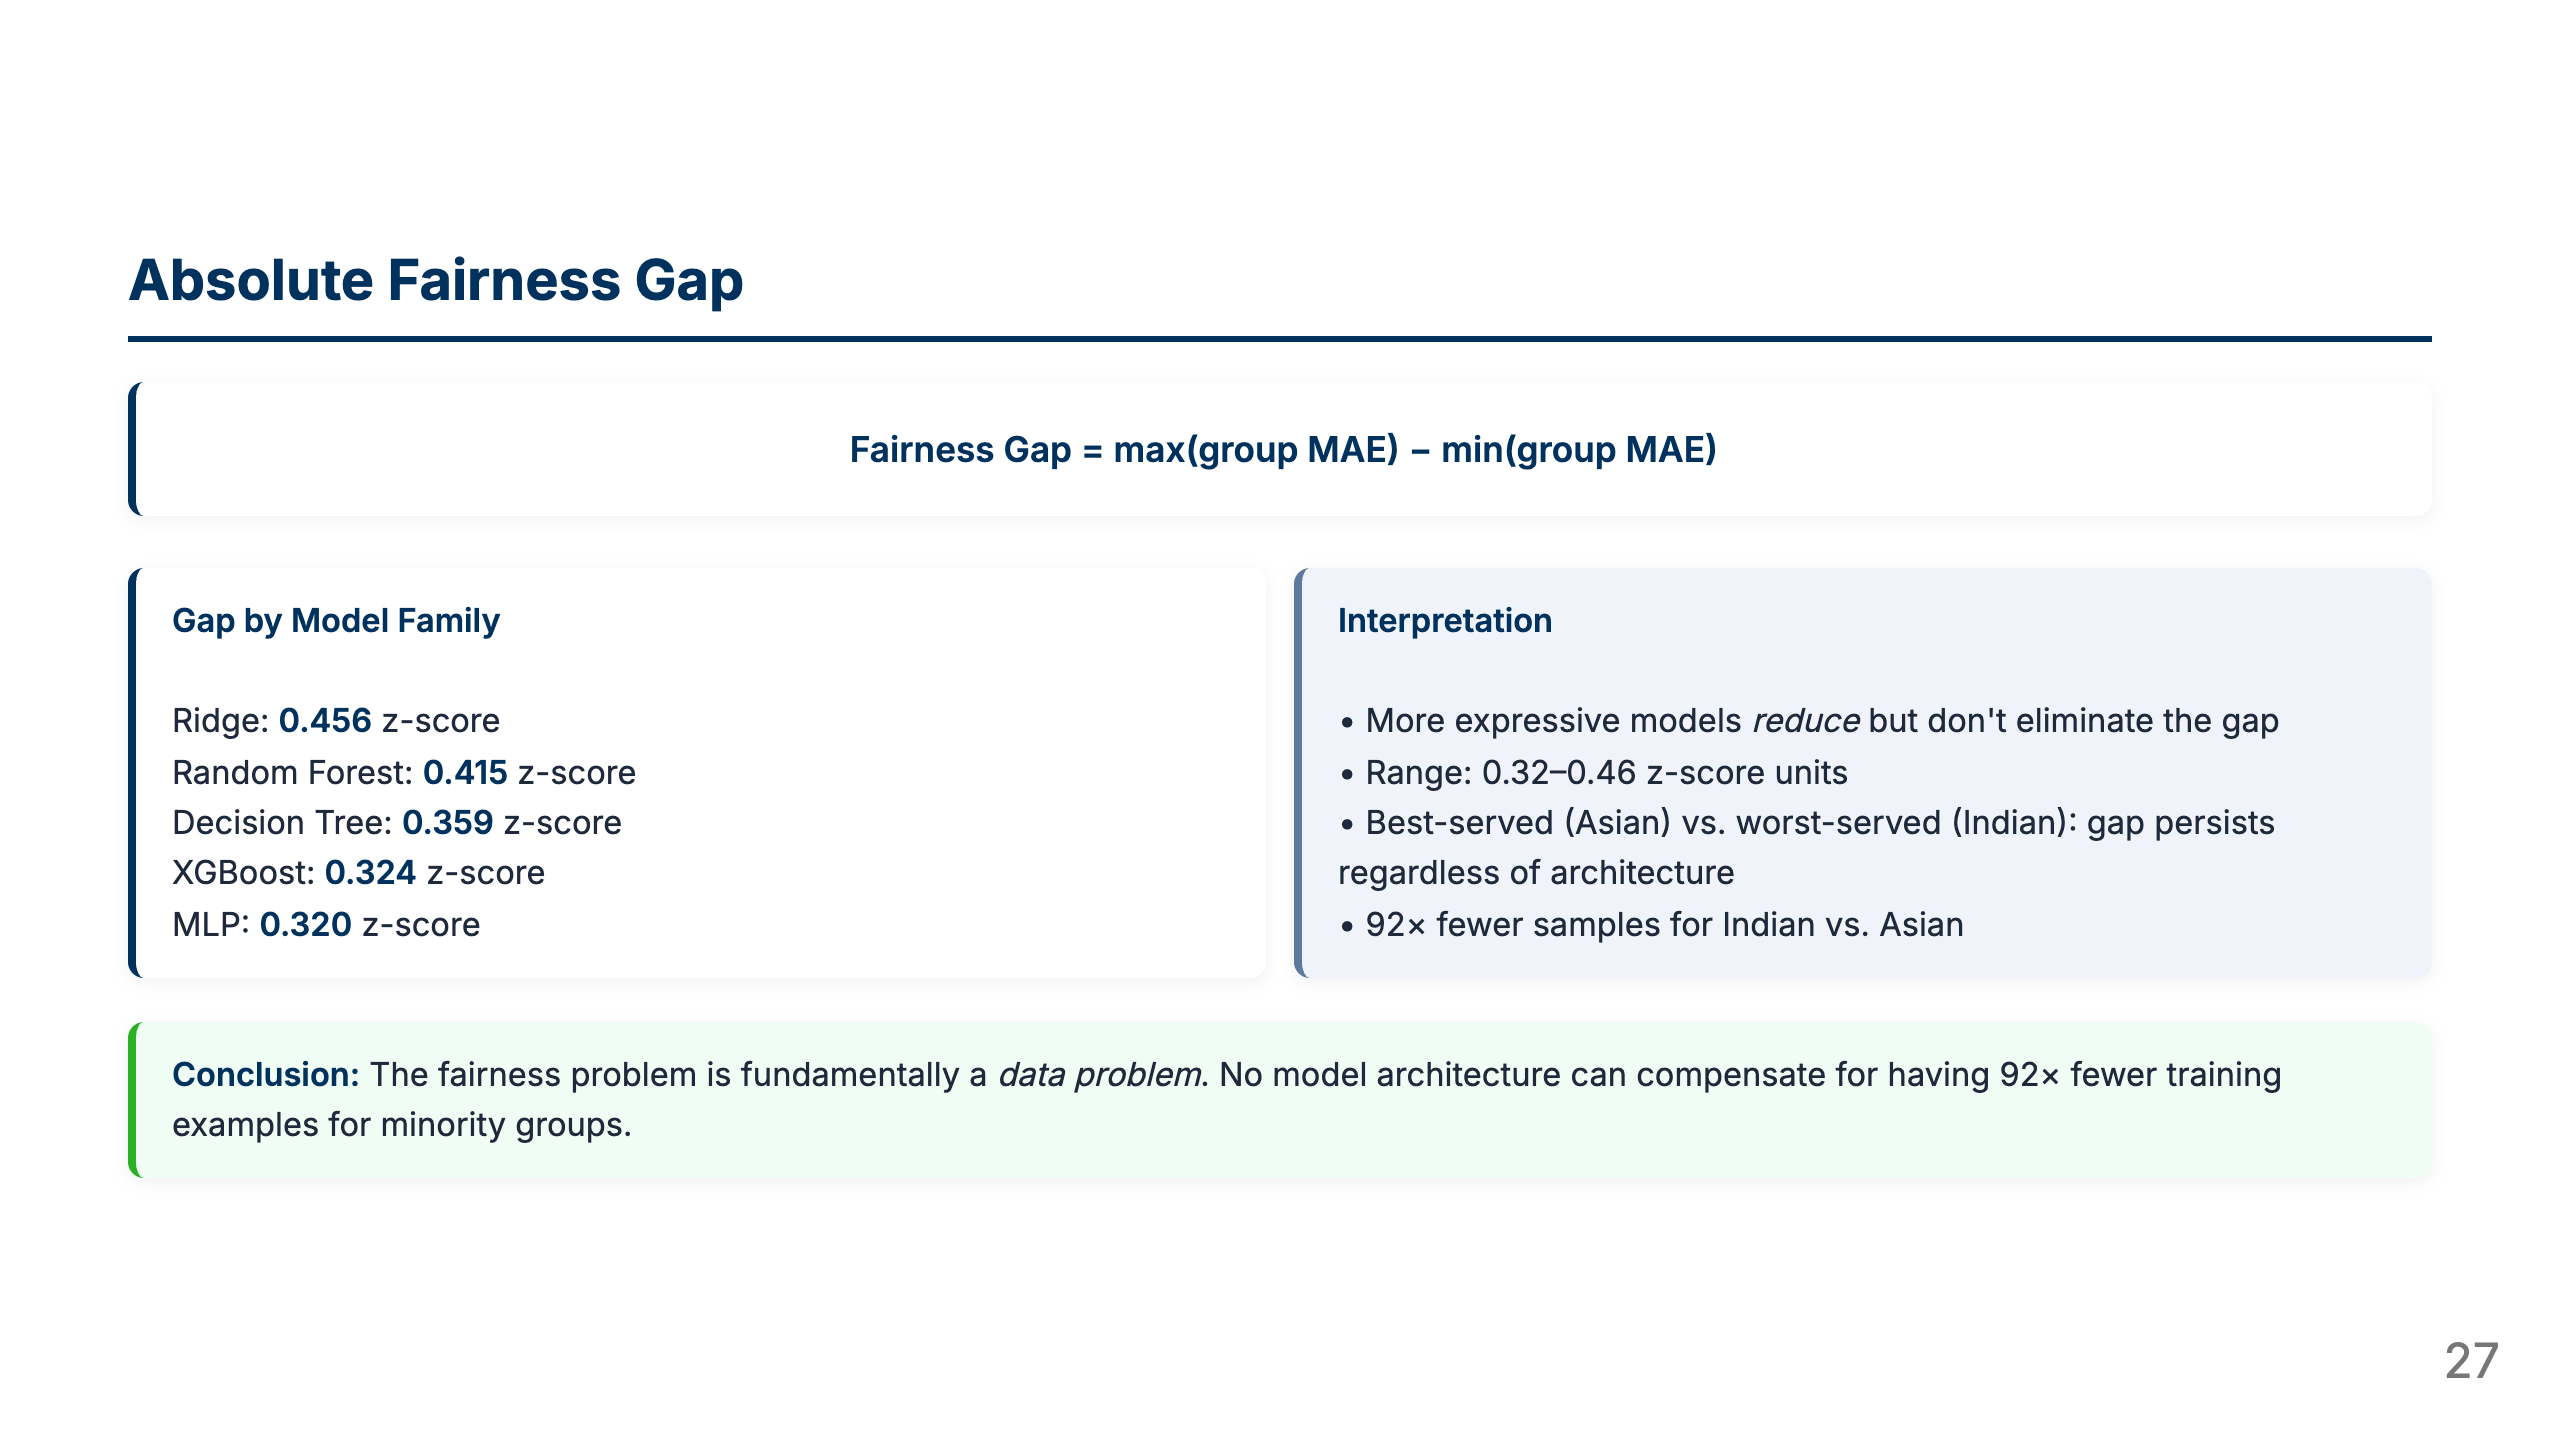 Absolute Fairness Gap
Fairness Gap = max(group MAE) – min(group MAE)
Gap by Model Family
Ridge: 0.456 z-score
Random Forest: 0.415 z-score
Decision Tree: 0.359 z-score
XGBoost: 0.324 z-score
MLP: 0.320 z-score
Interpretation
• More expressive models reduce but don't eliminate the gap
• Range: 0.32–0.46 z-score units
• Best-served (Asian) vs. worst-served (Indian): gap persists
regardless of architecture
• 92× fewer samples for Indian vs. Asian
Conclusion: The fairness problem is fundamentally a data problem. No model architecture can compensate for having 92× fewer training
examples for minority groups.
27